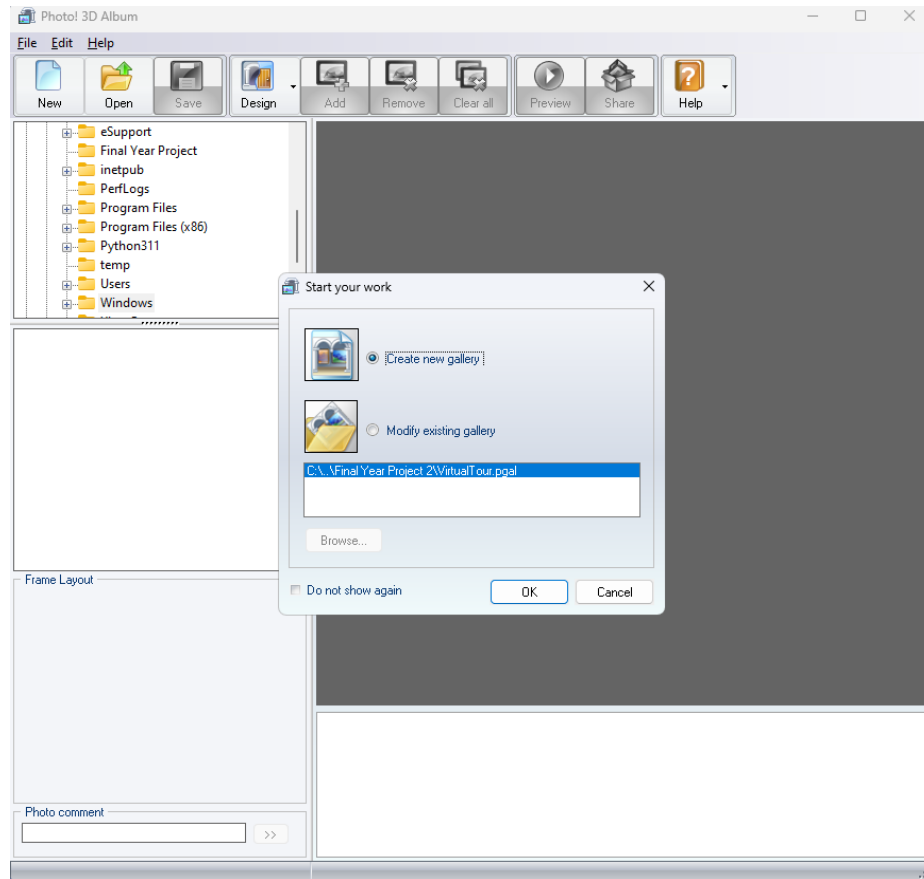 Photo! 3D Album
File Edit Help
New Open Save Design Add Remove Clear all Preview Share Help
eSupport
Final Year Project
inetpub
PerfLogs
Program Files
Program Files (x86)
Python311
temp
Users
Windows
Start your work
Create new gallery
Modify existing gallery
C:\..\Final Year Project 2\VirtualTour.pgal
Browse...
Do not show again OK Cancel
Frame Layout
Photo comment
>>